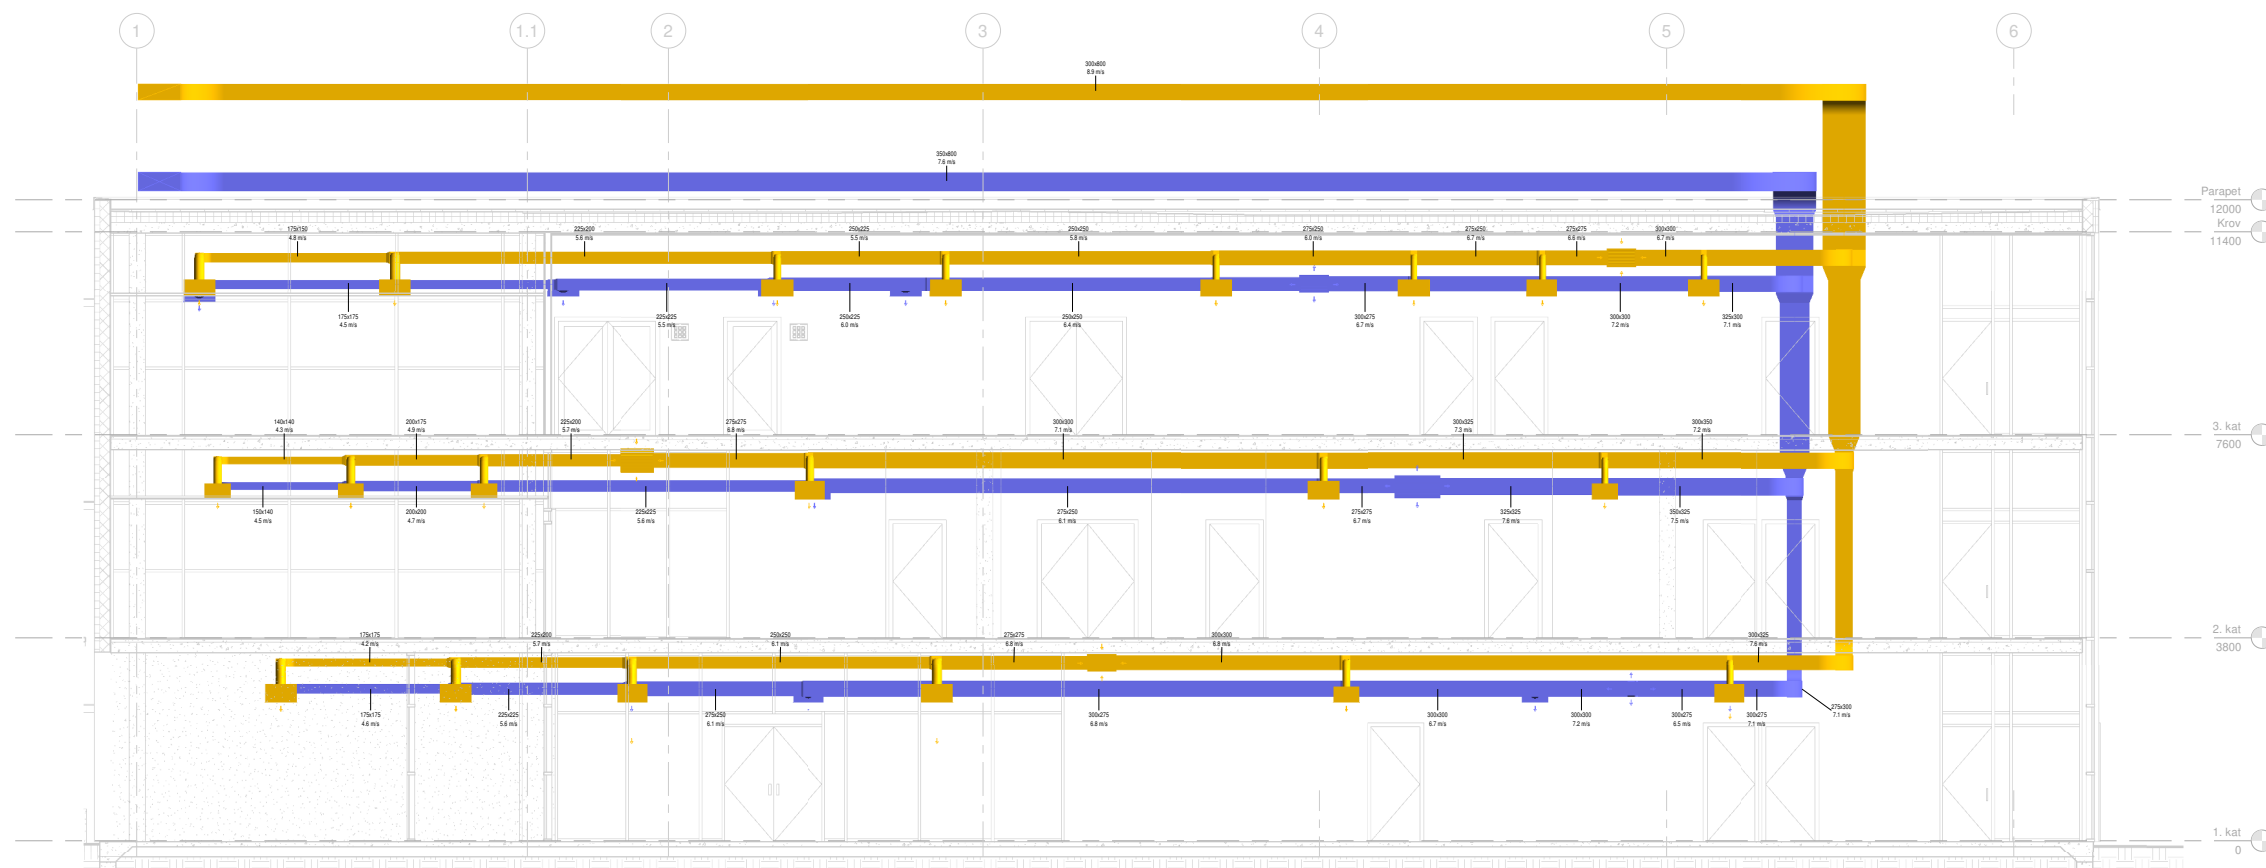 1
1.1
2
3
4
5
6
300x800
8.9 m/s
350x800
7.6 m/s
Parapet
12000
Krov
11400
175x150
4.8 m/s
225x200
5.6 m/s
250x225
5.5 m/s
250x250
5.8 m/s
275x250
6.0 m/s
275x250
6.7 m/s
275x275
6.6 m/s
300x300
6.7 m/s
175x175
4.5 m/s
225x225
5.5 m/s
250x225
6.0 m/s
250x250
6.4 m/s
300x275
6.7 m/s
300x300
7.2 m/s
325x300
7.1 m/s
140x140
4.3 m/s
200x175
4.9 m/s
225x200
5.7 m/s
275x275
6.8 m/s
300x300
7.1 m/s
300x325
7.3 m/s
300x350
7.2 m/s
3. kat
7600
150x140
4.5 m/s
200x200
4.7 m/s
225x225
5.6 m/s
275x250
6.1 m/s
275x275
6.7 m/s
325x325
7.6 m/s
350x325
7.5 m/s
175x175
4.2 m/s
225x200
5.7 m/s
250x250
6.1 m/s
275x275
6.8 m/s
300x300
6.8 m/s
300x325
7.6 m/s
2. kat
3800
175x175
4.6 m/s
225x225
5.6 m/s
275x250
6.1 m/s
300x275
6.8 m/s
300x300
6.7 m/s
300x300
7.2 m/s
300x275
6.5 m/s
300x275
7.1 m/s
275x300
7.1 m/s
1. kat
0